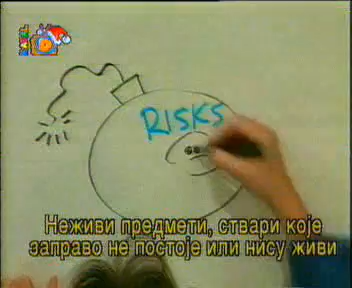 RISKS
Неживи предмети, ствари које
заправо не постоје или нису живи